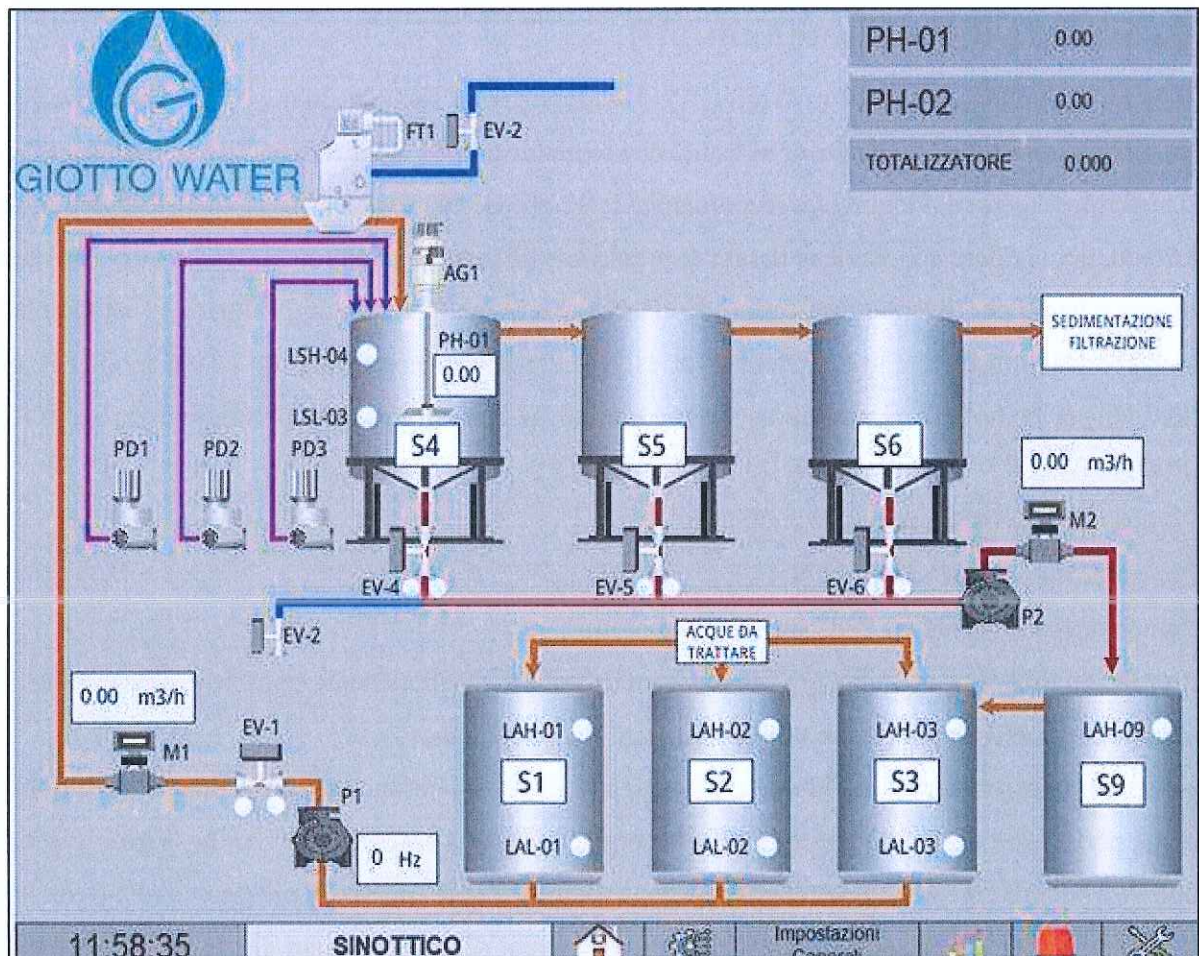 GIOTTO WATER
PH-01 0.00
PH-02 0.00
TOTALIZZATORE 0.000
FT1
EV-2
AG1
LSH-04
PH-01
0.00
LSL-03
S4
S5
S6
SEDIMENTAZIONE
FILTRAZIONE
PD1
PD2
PD3
0.00 m3/h
M2
EV-4
EV-5
EV-6
P2
EV-2
ACQUE DA
TRATTARE
0.00 m3/h
M1
EV-1
P1
0 Hz
LAH-01
S1
LAL-01
LAH-02
S2
LAL-02
LAH-03
S3
LAL-03
LAH-09
S9
11:58:35
SINOTTICO
Impostazioni